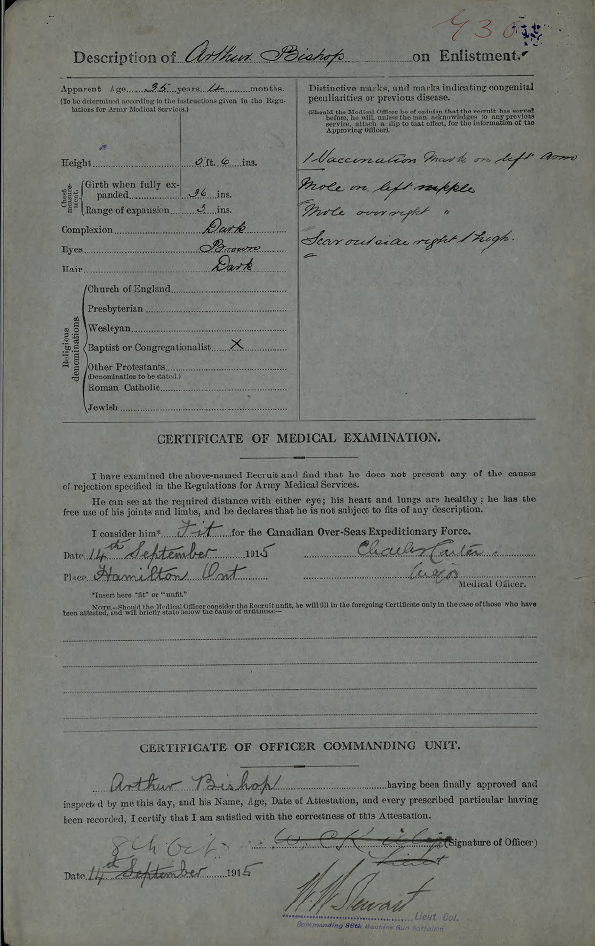 Description of Arthur Bishop on Enlistment.
Apparent Age 35 years 4 months.
(To be determined according to the instructions given in the Regulations for Army Medical Services.)
Height ft. 6 ins.
Chest measurement. Girth when fully expanded 36 ins.
Range of expansion 3 ins.
Complexion Dark
Eyes Brown
Hair Dark
Religious denominations
Church of England
Presbyterian
Wesleyan
Baptist or Congregationalist X
Other Protestants
(Denomination to be stated.)
Roman Catholic
Jewish
Distinctive marks, and marks indicating congenital
peculiarities or previous disease.
(Should the Medical Officer be of opinion that the recruit has served
before, he will, unless the man acknowledges to any previous
service, attach a slip to that effect, for the information of the
Approving Officer).
1 Vaccination Mark on left Arm
Mole on left nipple
Mole over right "
Scar outside right thigh.
CERTIFICATE OF MEDICAL EXAMINATION.
I have examined the above-named Recruit and find that he does not present any of the causes
of rejection specified in the Regulations for Army Medical Services.
He can see at the required distance with either eye; his heart and lungs are healthy; he has the
free use of his joints and limbs, and he declares that he is not subject to fits of any description.
I consider him* Fit for the Canadian Over-Seas Expeditionary Force.
Date 14th September 1915
Place Hamilton Ont
Charles
Medical Officer.
*Insert here "fit" or "unfit."
NOTE.—Should the Medical Officer consider the Recruit unfit, he will fill in the foregoing Certificate only in the case of those who have
been attested, and will briefly state below the cause of unfitness:—
CERTIFICATE OF OFFICER COMMANDING UNIT.
Arthur Bishop having been finally approved and
inspected by me this day, and his Name, Age, Date of Attestation, and every prescribed particular having
been recorded, I certify that I am satisfied with the correctness of this Attestation.
(Signature of Officer)
8th Oct
Date 14th September 1915
W W Stewart
Lieut. Col.
Commanding 86th Machine Gun Battalion